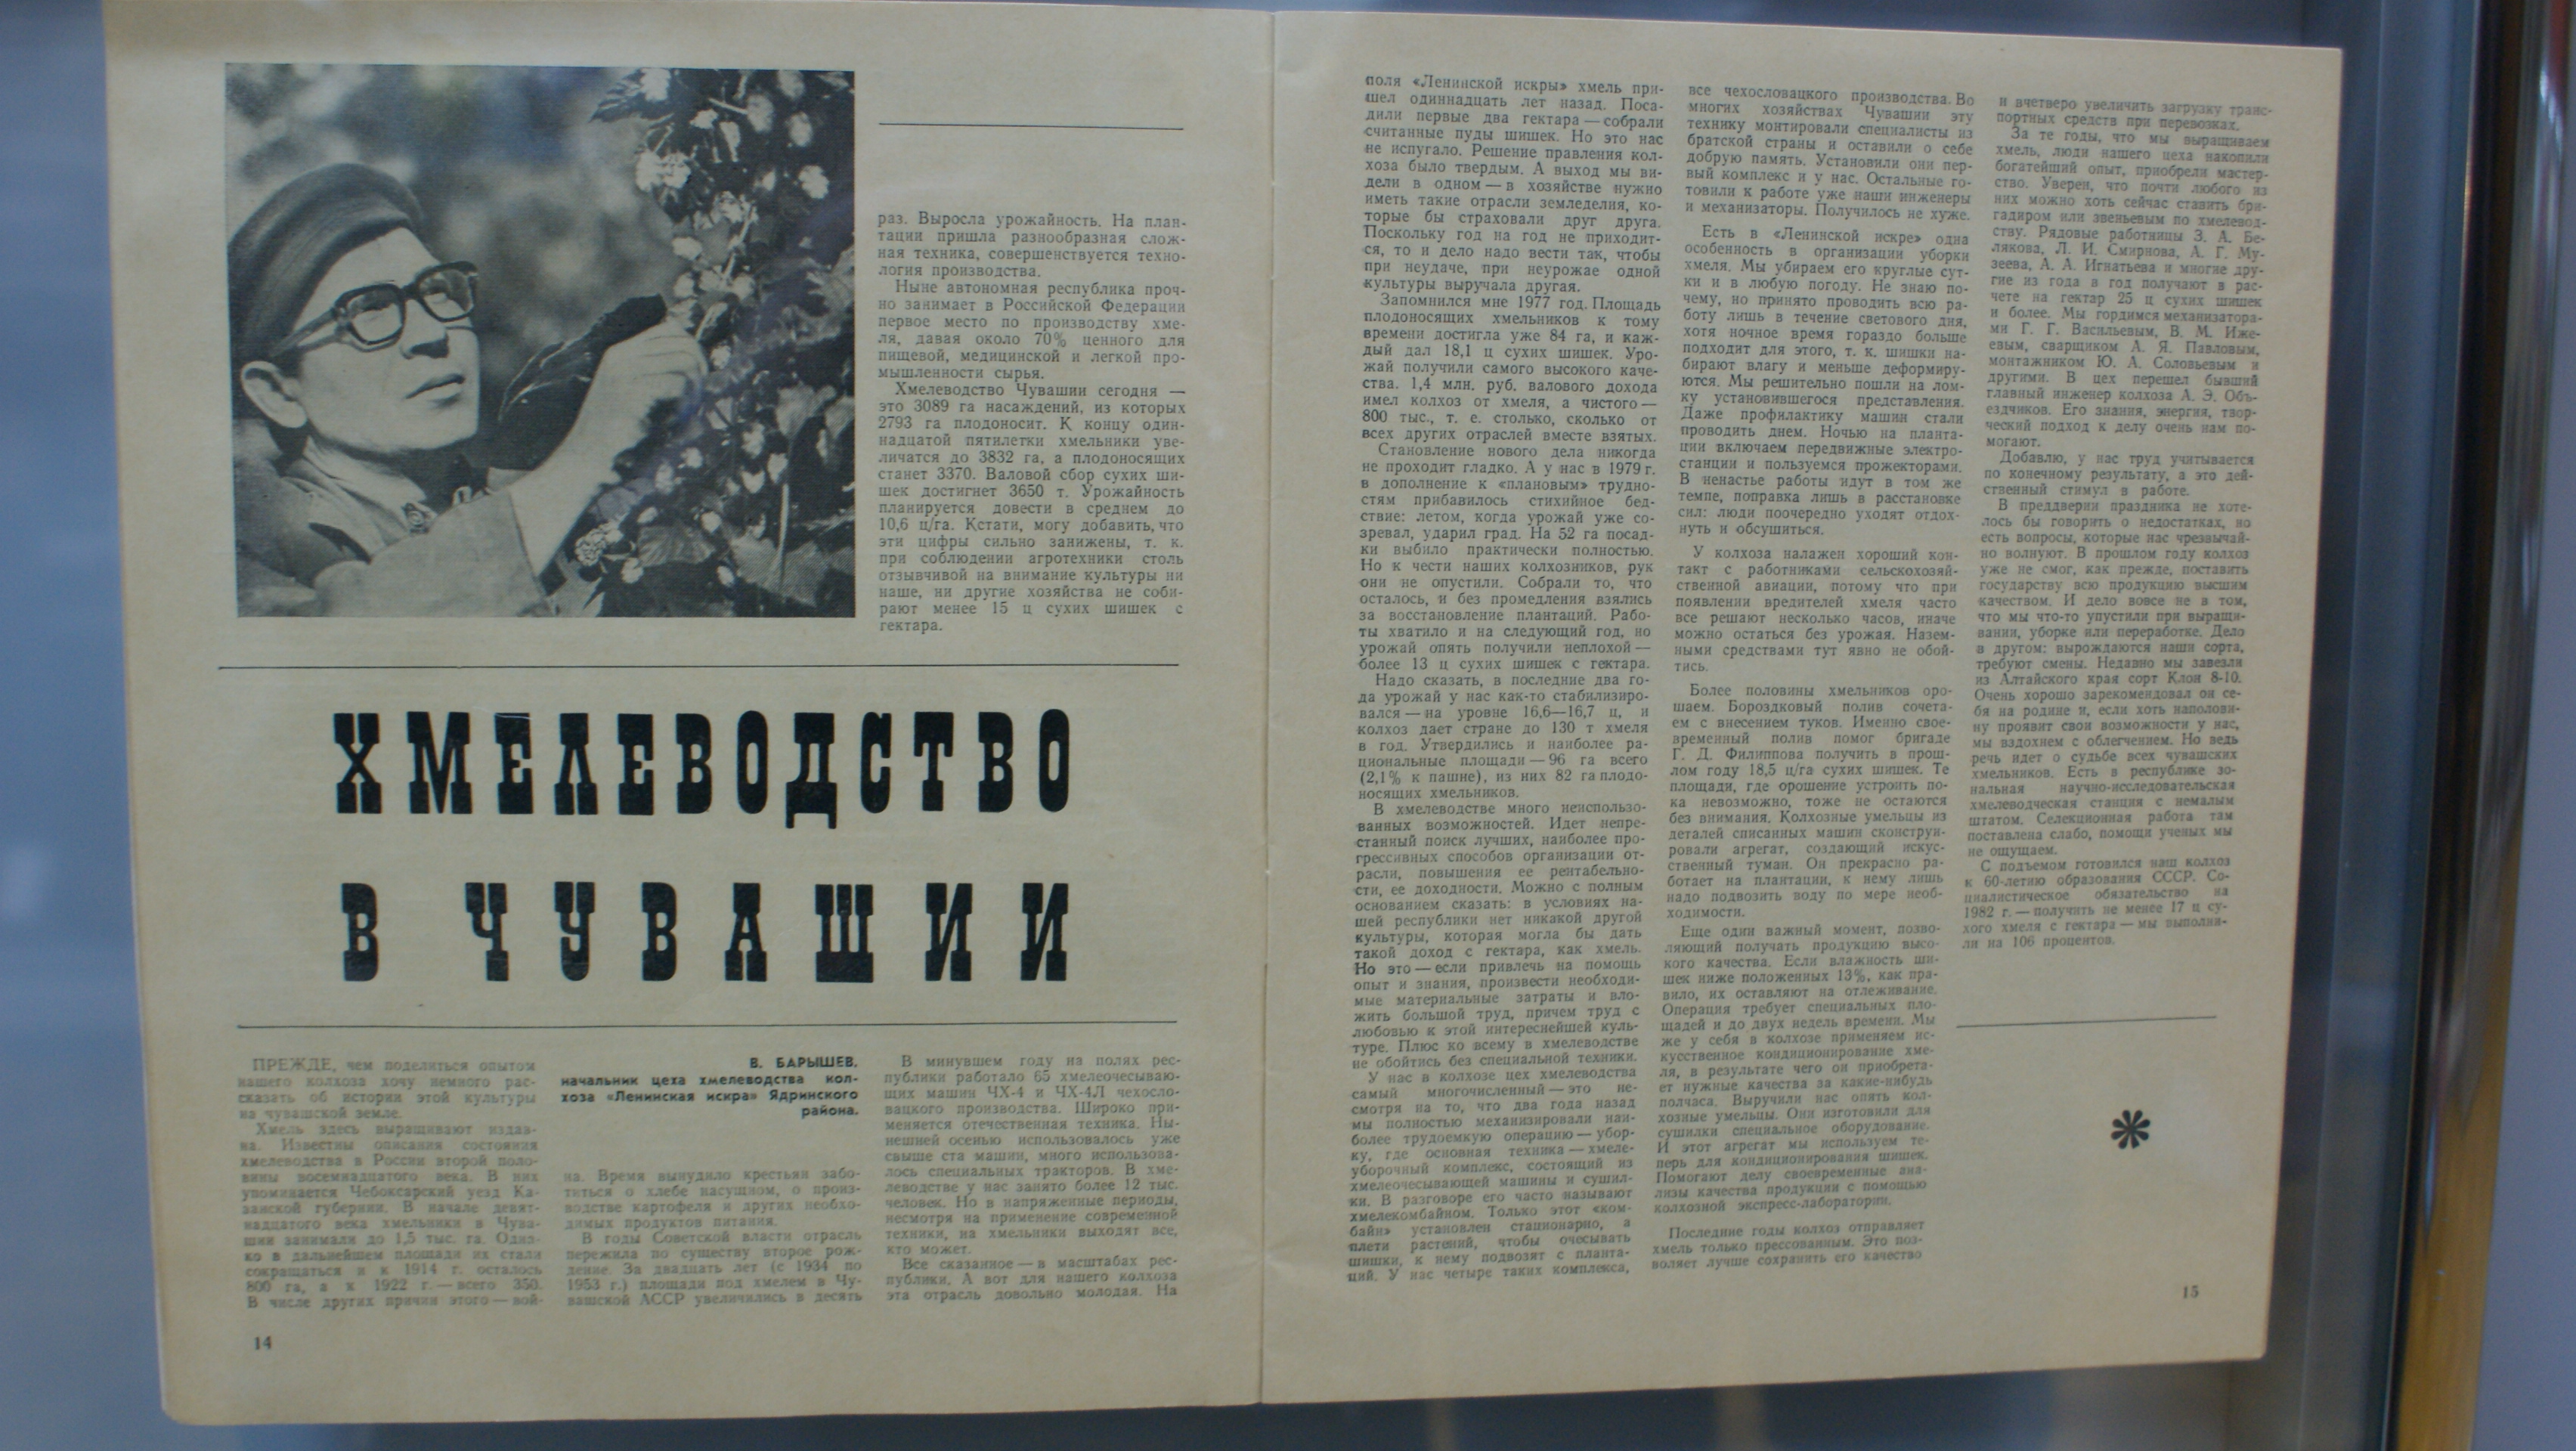 ХМЕЛЕВОДСТВО
В ЧУВАШИИ
ПРЕЖДЕ, чем поделиться опытом
нашего колхоза хочу немного рас-
сказать об истории этой культуры
на чувашской земле.
Хмель здесь выращивают издав-
на. Известны описания состояния
хмелеводства в России второй поло-
вины восемнадцатого века. В них
упоминается Чебоксарский уезд Ка-
занской губернии. В начале девят-
надцатого века хмельники в Чува-
шии занимали до 1,5 тыс. га. Одна-
ко в дальнейшем площади их стали
сокращаться и к 1914 г. осталось
800 га, а к 1922 г. — всего 350.
В числе других причин этого — вой-
В. БАРЫШЕВ,
начальник цеха хмелеводства кол-
хоза «Ленинская искра» Ядринского
района.
на. Время вынудило крестьян забо-
титься о хлебе насущном, о произ-
водстве картофеля и других необхо-
димых продуктов питания.
В годы Советской власти отрасль
пережила по существу второе рож-
дение. За двадцать лет (с 1934 по
1953 г.) площади под хмелем в Чу-
вашской АССР увеличились в десять
раз. Выросла урожайность. На план-
тации пришла разнообразная слож-
ная техника, совершенствуется техно-
логия производства.
Ныне автономная республика проч-
но занимает в Российской Федерации
первое место по производству хме-
ля, давая около 70% ценного для
пищевой, медицинской и легкой про-
мышленности сырья.
Хмелеводство Чувашии сегодня —
это 3089 га насаждений, из которых
2793 га плодоносит. К концу один-
надцатой пятилетки хмельники уве-
личатся до 3832 га, а плодоносящих
станет 3370. Валовой сбор сухих ши-
шек достигнет 3650 т. Урожайность
планируется довести в среднем до
10,6 ц/га. Кстати, могу добавить, что
эти цифры сильно занижены, т. к.
при соблюдении агротехники столь
отзывчивой на внимание культуры ни
наше, ни другие хозяйства не соби-
рают менее 15 ц сухих шишек с
гектара.
В минувшем году на полях рес-
публики работало 65 хмелеочесываю-
щих машин ЧХ-4 и ЧХ-4Л чехосло-
вацкого производства. Широко при-
меняется отечественная техника. Ны-
нешней осенью использовалось уже
свыше ста машин, много использова-
лось специальных тракторов. В хме-
леводстве у нас занято более 12 тыс.
человек. Но в напряженные периоды,
несмотря на применение современной
техники, на хмельники выходят все,
кто может.
Все сказанное — в масштабах рес-
публики. А вот для нашего колхоза
эта отрасль довольно молодая. На
14
поля «Ленинской искры» хмель при-
шел одиннадцать лет назад. Поса-
дили первые два гектара — собрали
считанные пуды шишек. Но это нас
не испугало. Решение правления кол-
хоза было твердым. А выход мы ви-
дели в одном — в хозяйстве нужно
иметь такие отрасли земледелия, ко-
торые бы страховали друг друга.
Поскольку год на год не приходит-
ся, то и дело надо вести так, чтобы
при неудаче, при неурожае одной
культуры выручала другая.
Запомнился мне 1977 год. Площадь
плодоносящих хмельников к тому
времени достигла уже 84 га, и каж-
дый дал 18,1 ц сухих шишек. Уро-
жай получили самого высокого каче-
ства. 1,4 млн. руб. валового дохода
имел колхоз от хмеля, а чистого —
800 тыс., т. е. столько, сколько от
всех других отраслей вместе взятых.
Становление нового дела никогда
не проходит гладко. А у нас в 1979 г.
в дополнение к «плановым» трудно-
стям прибавилось стихийное бед-
ствие: летом, когда урожай уже со-
зревал, ударил град. На 52 га посад-
ки выбило практически полностью.
Но к чести наших колхозников, рук
они не опустили. Собрали то, что
осталось, и без промедления взялись
за восстановление плантаций. Рабо-
ты хватило и на следующий год, но
урожай опять получили неплохой —
более 13 ц сухих шишек с гектара.
Надо сказать, в последние два го-
да урожай у нас как-то стабилизиро-
вался — на уровне 16,6—16,7 ц, и
колхоз дает стране до 130 т хмеля
в год. Утвердились и наиболее ра-
циональные площади — 96 га всего
(2,1% к пашне), из них 82 га плодо-
носящих хмельников.
В хмелеводстве много неиспользо-
ванных возможностей. Идет непре-
станный поиск лучших, наиболее про-
грессивных способов организации от-
расли, повышения ее рентабельно-
сти, ее доходности. Можно с полным
основанием сказать: в условиях на-
шей республики нет никакой другой
культуры, которая могла бы дать
такой доход с гектара, как хмель.
Но это — если привлечь на помощь
опыт и знания, произвести необходи-
мые материальные затраты и вло-
жить большой труд, причем труд с
любовью к этой интереснейшей куль-
туре. Плюс ко всему в хмелеводстве
не обойтись без специальной техники.
У нас в колхозе цех хмелеводства
самый многочисленный — это не-
смотря на то, что два года назад
мы полностью механизировали наи-
более трудоемкую операцию — убор-
ку, где основная техника — хмеле-
уборочный комплекс, состоящий из
хмелеочесывающей машины и сушил-
ки. В разговоре его часто называют
хмелекомбайном. Только этот «ком-
байн» установлен стационарно, а
плети растений, чтобы очесывать
шишки, к нему подвозят с планта-
ций. У нас четыре таких комплекса,
все чехословацкого производства. Во
многих хозяйствах Чувашии эту
технику монтировали специалисты из
братской страны и оставили о себе
добрую память. Установили они пер-
вый комплекс и у нас. Остальные го-
товили к работе уже наши инженеры
и механизаторы. Получилось не хуже.
Есть в «Ленинской искре» одна
особенность в организации уборки
хмеля. Мы убираем его круглые сут-
ки и в любую погоду. Не знаю по-
чему, но принято проводить всю ра-
боту лишь в течение светового дня,
хотя ночное время гораздо больше
подходит для этого, т. к. шишки на-
бирают влагу и меньше деформиру-
ются. Мы решительно пошли на лом-
ку установившегося представления.
Даже профилактику машин стали
проводить днем. Ночью на планта-
ции включаем передвижные электро-
станции и пользуемся прожекторами.
В ненастье работы идут в том же
темпе, поправка лишь в расстановке
сил: люди поочередно уходят отдох-
нуть и обсушиться.
У колхоза налажен хороший кон-
такт с работниками сельскохозяй-
ственной авиации, потому что при
появлении вредителей хмеля часто
все решают несколько часов, иначе
можно остаться без урожая. Назем-
ными средствами тут явно не обой-
тись.
Более половины хмельников оро-
шаем. Бороздковый полив сочета-
ем с внесением туков. Именно свое-
временный полив помог бригаде
Г. Д. Филиппова получить в прош-
лом году 18,5 ц/га сухих шишек. Те
площади, где орошение устроить по-
ка невозможно, тоже не остаются
без внимания. Колхозные умельцы из
деталей списанных машин сконструи-
ровали агрегат, создающий искус-
ственный туман. Он прекрасно ра-
ботает на плантации, к нему лишь
надо подвозить воду по мере необ-
ходимости.
Еще один важный момент, позво-
ляющий получать продукцию высо-
кого качества. Если влажность ши-
шек ниже положенных 13%, как пра-
вило, их оставляют на отлеживание.
Операция требует специальных пло-
щадей и до двух недель времени. Мы
же у себя в колхозе применяем ис-
кусственное кондиционирование хме-
ля, в результате чего он приобрета-
ет нужные качества за какие-нибудь
полчаса. Выручили нас опять кол-
хозные умельцы. Они изготовили для
сушилки специальное оборудование.
И этот агрегат мы используем те-
перь для кондиционирования шишек.
Помогают делу своевременные ана-
лизы качества продукции с помощью
колхозной экспресс-лаборатории.
Последние годы колхоз отправляет
хмель только прессованным. Это поз-
воляет лучше сохранить его качество
и вчетверо увеличить загрузку транс-
портных средств при перевозках.
За те годы, что мы выращиваем
хмель, люди нашего цеха накопили
богатейший опыт, приобрели мастер-
ство. Уверен, что почти любого из
них можно хоть сейчас ставить бри-
гадиром или звеньевым по хмелевод-
ству. Рядовые работницы З. А. Бе-
лякова, Л. И. Смирнова, А. Г. Му-
зеева, А. А. Игнатьева и многие дру-
гие из года в год получают в рас-
чете на гектар 25 ц сухих шишек
и более. Мы гордимся механизатора-
ми Г. Г. Васильевым, В. М. Иже-
евым, сварщиком А. Я. Павловым,
монтажником Ю. А. Соловьевым и
другими. В цех перешел бывший
главный инженер колхоза А. Э. Объ-
ездчиков. Его знания, энергия, твор-
ческий подход к делу очень нам по-
могают.
Добавлю, у нас труд учитывается
по конечному результату, а это дей-
ственный стимул в работе.
В преддверии праздника не хоте-
лось бы говорить о недостатках, но
есть вопросы, которые нас чрезвычай-
но волнуют. В прошлом году колхоз
уже не смог, как прежде, поставить
государству всю продукцию высшим
качеством. И дело вовсе не в том,
что мы что-то упустили при выращи-
вании, уборке или переработке. Дело
в другом: вырождаются наши сорта,
требуют смены. Недавно мы завезли
из Алтайского края сорт Клон 8-10.
Очень хорошо зарекомендовал он се-
бя на родине и, если хоть наполови-
ну проявит свои возможности у нас,
мы вздохнем с облегчением. Но ведь
речь идет о судьбе всех чувашских
хмельников. Есть в республике зо-
нальная научно-исследовательская
хмелеводческая станция с немалым
штатом. Селекционная работа там
поставлена слабо, помощи ученых мы
не ощущаем.
С подъемом готовился наш колхоз
к 60-летию образования СССР. Со-
циалистическое обязательство на
1982 г. — получить не менее 17 ц су-
хого хмеля с гектара — мы выполни-
ли на 106 процентов.
15